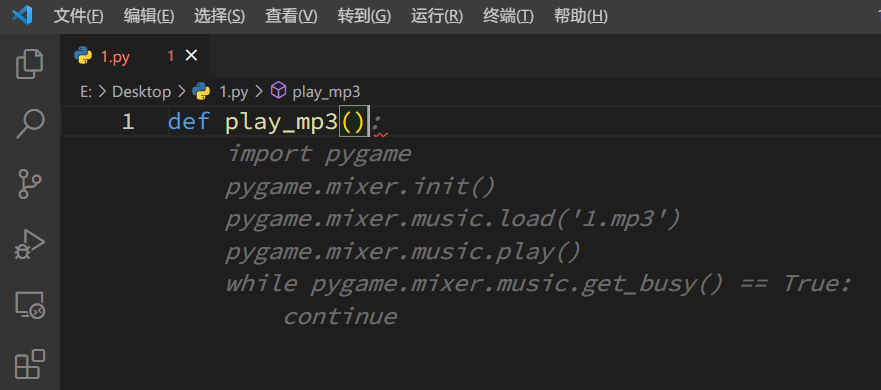 文件(F) 编辑(E) 选择(S) 查看(V) 转到(G) 运行(R) 终端(T) 帮助(H)
1.py 1 ×
E: > Desktop > 1.py > play_mp3
1 def play_mp3():
import pygame
pygame.mixer.init()
pygame.mixer.music.load('1.mp3')
pygame.mixer.music.play()
while pygame.mixer.music.get_busy() == True:
continue